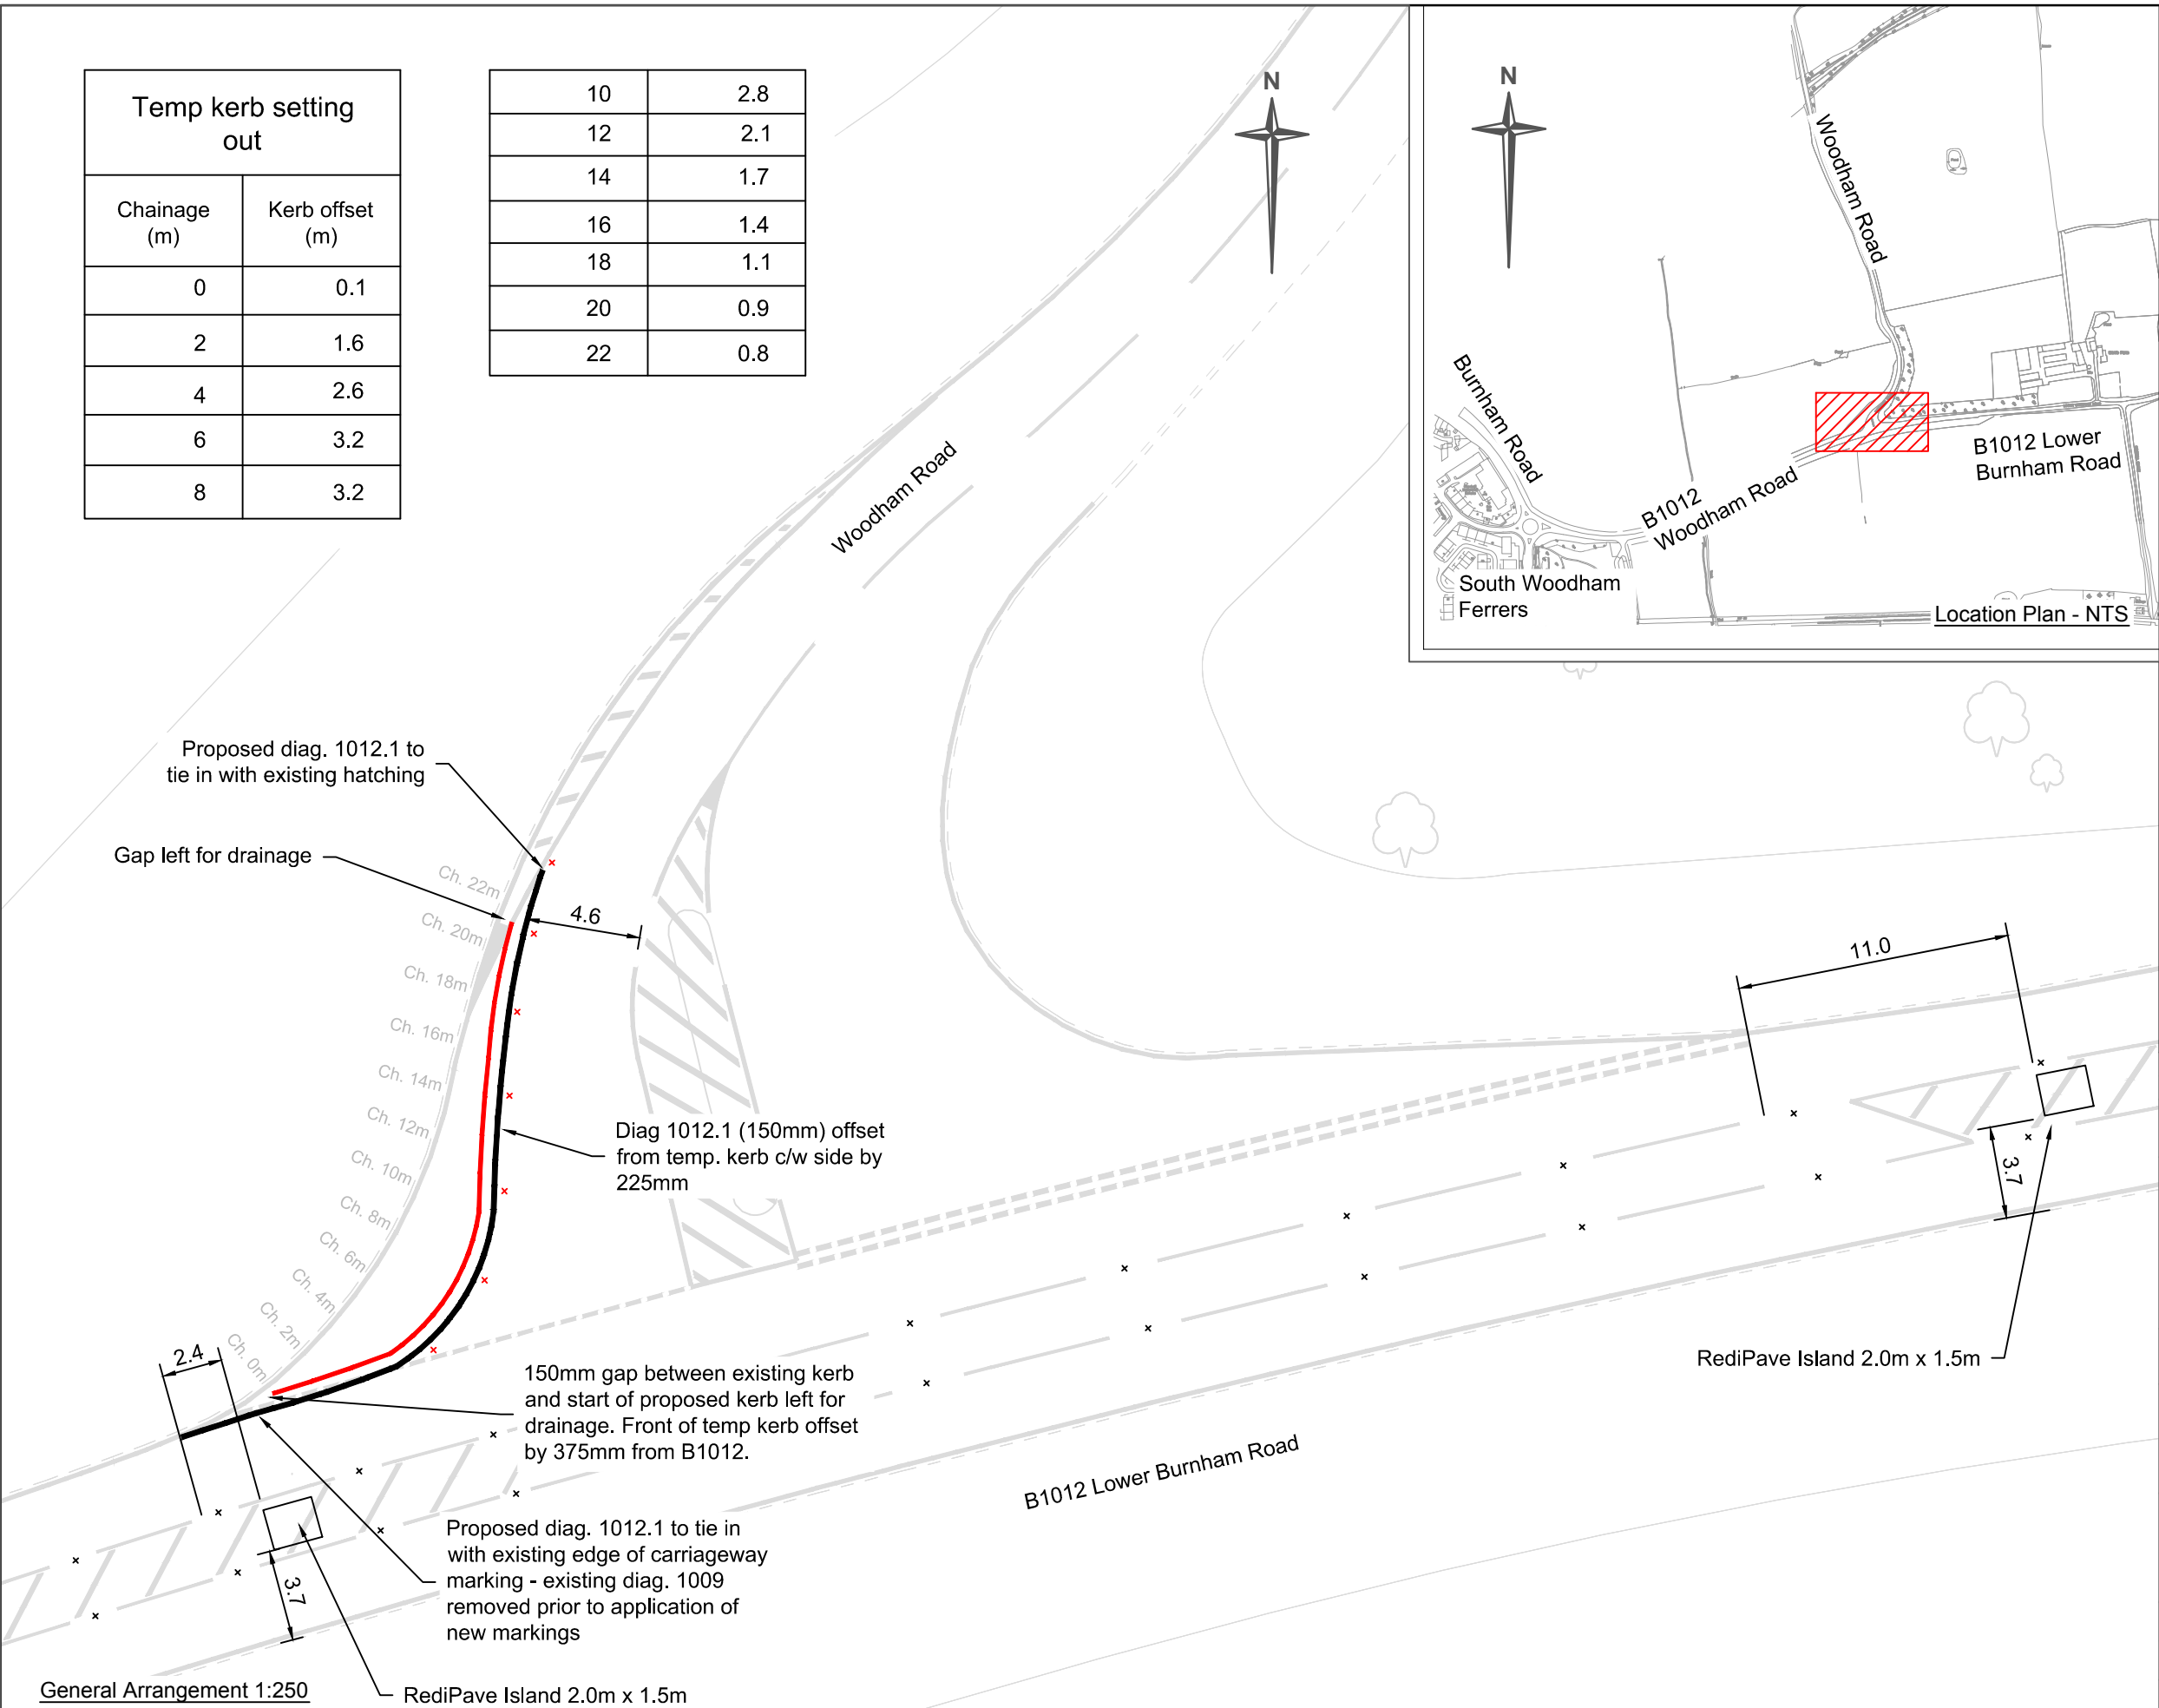 Temp kerb setting
out
Chainage
(m)
Kerb offset
(m)
0 0.1
2 1.6
4 2.6
6 3.2
8 3.2
10 2.8
12 2.1
14 1.7
16 1.4
18 1.1
20 0.9
22 0.8
N
N
Woodham Road
Burnham Road
B1012
Woodham Road
B1012 Lower
Burnham Road
South Woodham
Ferrers
Location Plan - NTS
Woodham Road
Proposed diag. 1012.1 to
tie in with existing hatching
Gap left for drainage
Ch. 22m
Ch. 20m
Ch. 18m
Ch. 16m
Ch. 14m
Ch. 12m
Ch. 10m
Ch. 8m
Ch. 6m
Ch. 4m
Ch. 2m
Ch. 0m
4.6
11.0
3.7
2.4
3.7
Diag 1012.1 (150mm) offset
from temp. kerb c/w side by
225mm
150mm gap between existing kerb
and start of proposed kerb left for
drainage. Front of temp kerb offset
by 375mm from B1012.
RediPave Island 2.0m x 1.5m
B1012 Lower Burnham Road
Proposed diag. 1012.1 to tie in
with existing edge of carriageway
marking - existing diag. 1009
removed prior to application of
new markings
General Arrangement 1:250
RediPave Island 2.0m x 1.5m